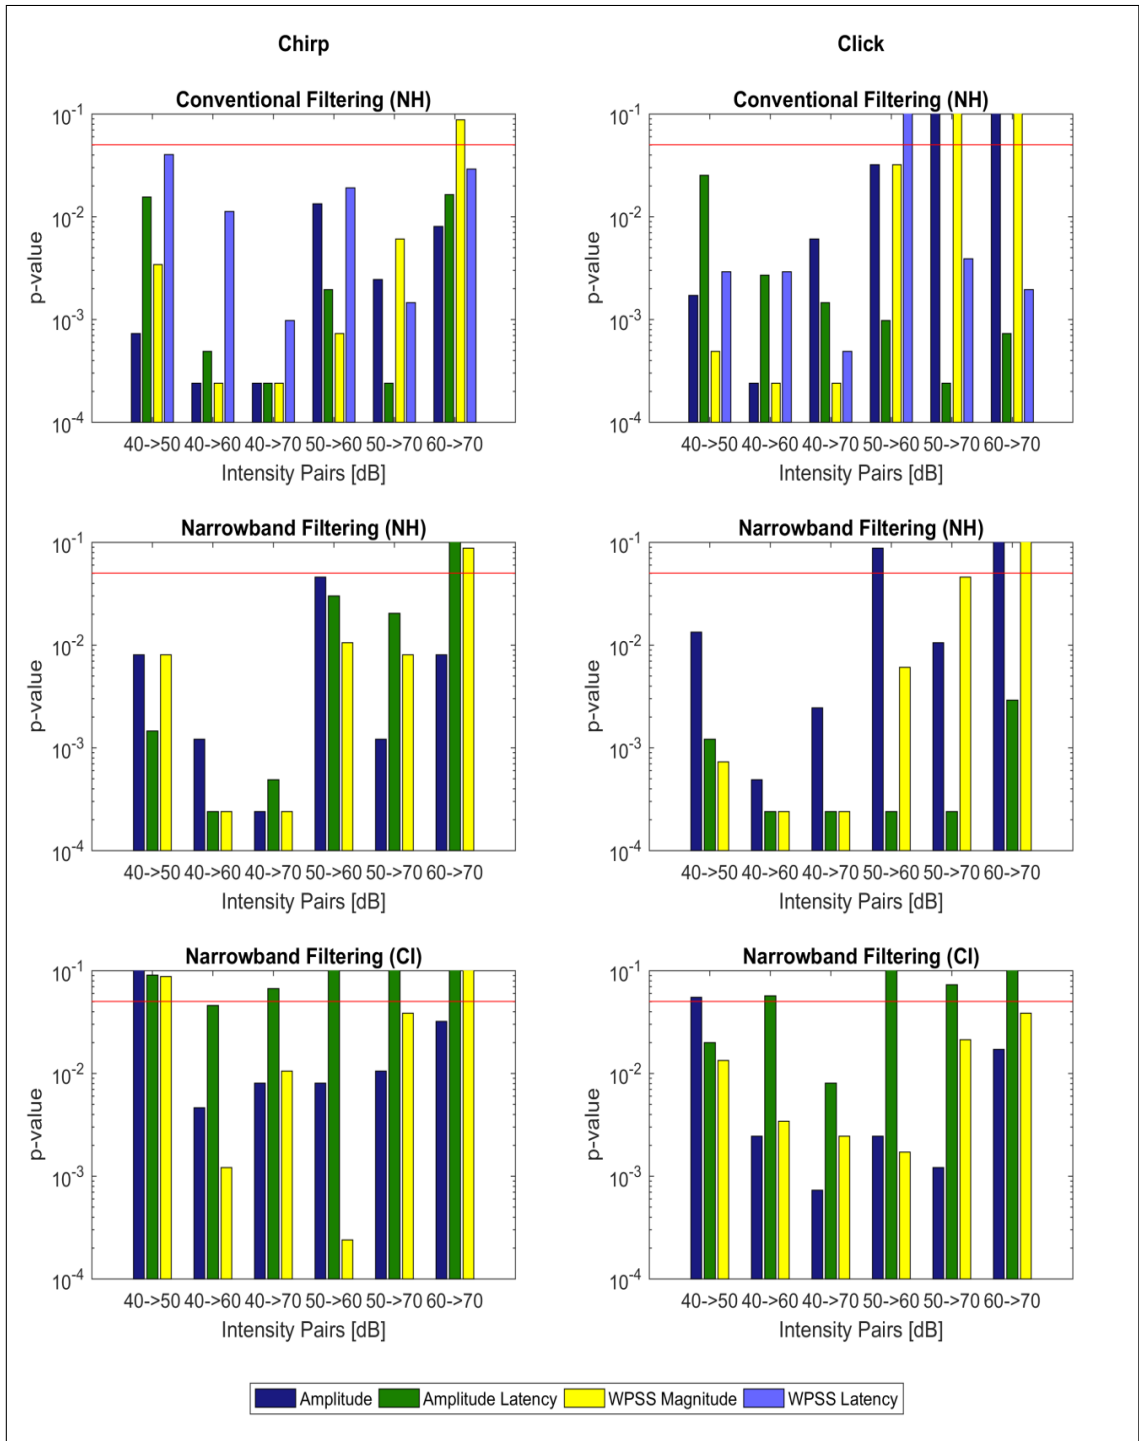 Chirp
Click
Conventional Filtering (NH)
10-1
10-2
10-3
10-4
p-value
40->50 40->60 40->70 50->60 50->70 60->70
Intensity Pairs [dB]
Conventional Filtering (NH)
10-1
10-2
10-3
10-4
p-value
40->50 40->60 40->70 50->60 50->70 60->70
Intensity Pairs [dB]
Narrowband Filtering (NH)
10-1
10-2
10-3
10-4
p-value
40->50 40->60 40->70 50->60 50->70 60->70
Intensity Pairs [dB]
Narrowband Filtering (NH)
10-1
10-2
10-3
10-4
p-value
40->50 40->60 40->70 50->60 50->70 60->70
Intensity Pairs [dB]
Narrowband Filtering (CI)
10-1
10-2
10-3
10-4
p-value
40->50 40->60 40->70 50->60 50->70 60->70
Intensity Pairs [dB]
Narrowband Filtering (CI)
10-1
10-2
10-3
10-4
p-value
40->50 40->60 40->70 50->60 50->70 60->70
Intensity Pairs [dB]
Amplitude Amplitude Latency WPSS Magnitude WPSS Latency